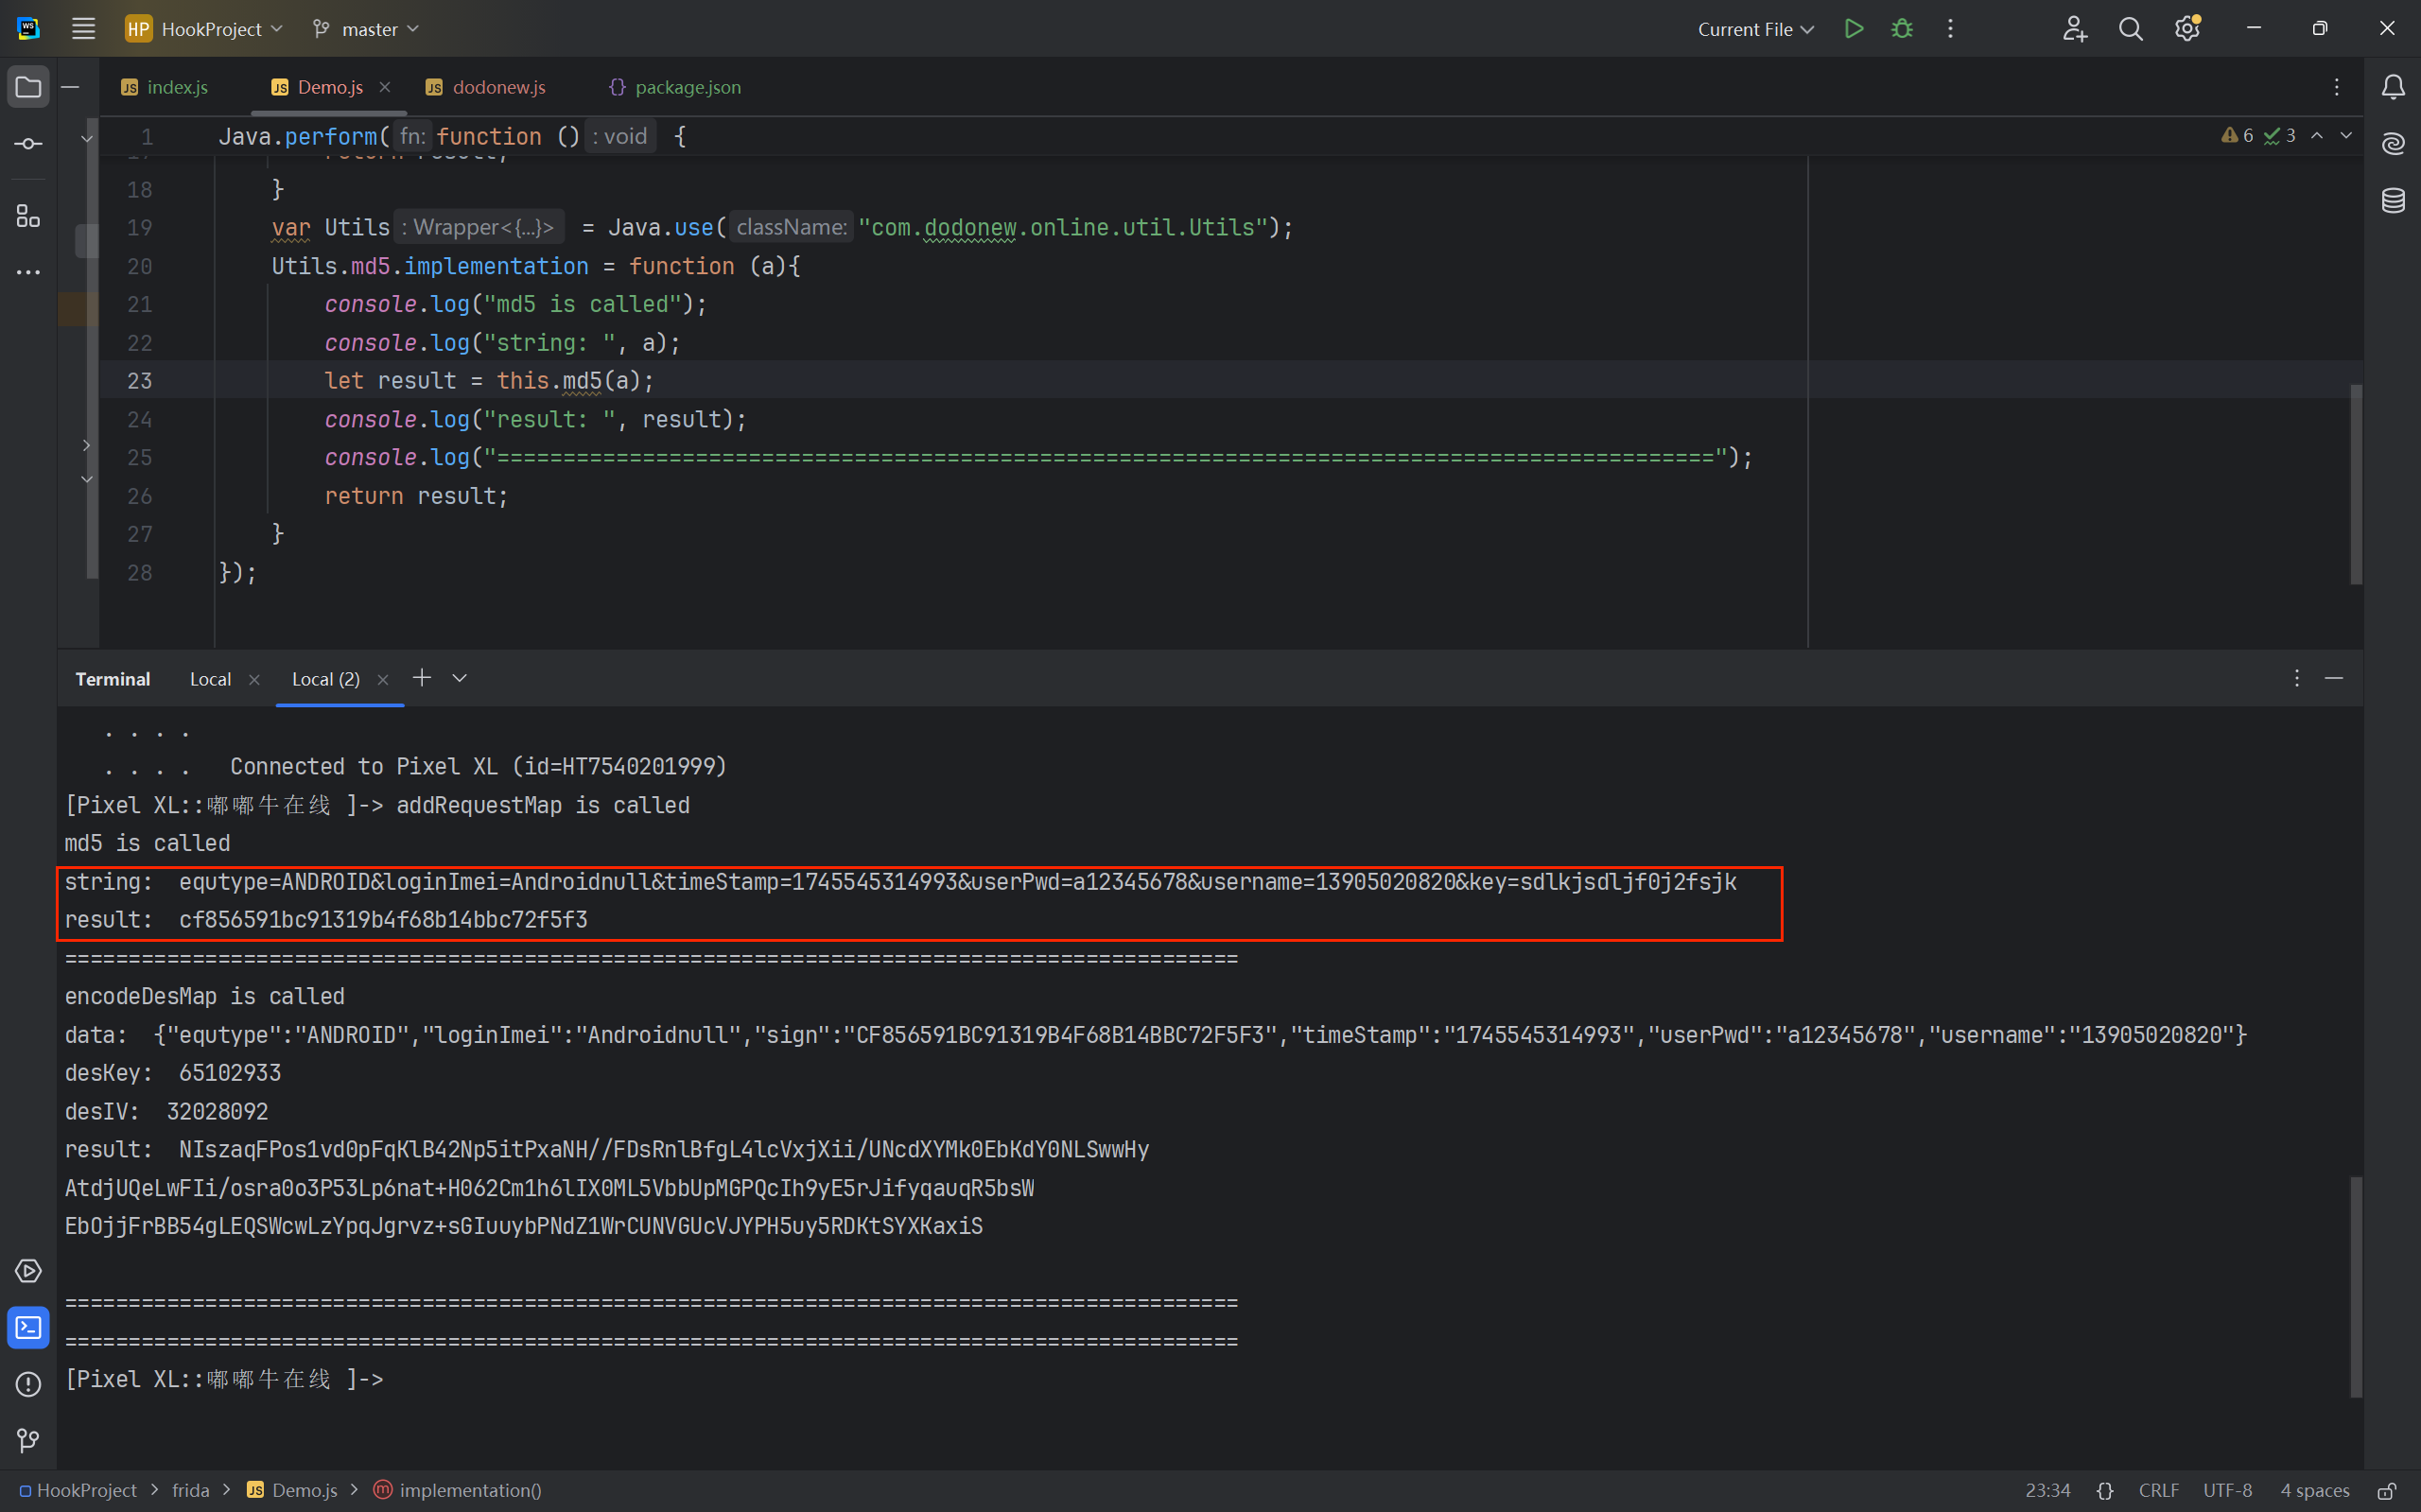 HP HookProject master Current File
index.js Demo.js dodonew.js package.json
1 Java.perform( fn: function () : void {
6 3
18 }
19 var Utils : Wrapper<{...}> = Java.use( className: "com.dodonew.online.util.Utils");
20 Utils.md5.implementation = function (a){
21 console.log("md5 is called");
22 console.log("string: ", a);
23 let result = this.md5(a);
24 console.log("result: ", result);
25 console.log("============================================================================================");
26 return result;
27 }
28 });
Terminal Local Local (2)
. . . .
. . . . Connected to Pixel XL (id=HT7540201999)
[Pixel XL::嘟嘟牛在线 ]-> addRequestMap is called
md5 is called
string:  equtype=ANDROID&loginImei=Androidnull&timeStamp=1745545314993&userPwd=a12345678&username=13905020820&key=sdlkjsdljf0j2fsjk
result:  cf856591bc91319b4f68b14bbc72f5f3
============================================================================================
encodeDesMap is called
data:  {"equtype":"ANDROID","loginImei":"Androidnull","sign":"CF856591BC91319B4F68B14BBC72F5F3","timeStamp":"1745545314993","userPwd":"a12345678","username":"13905020820"}
desKey:  65102933
desIV:  32028092
result:  NIszaqFPos1vd0pFqKlB42Np5itPxaNH//FDsRnlBfgL4lcVxjXii/UNcdXYMk0EbKdY0NLSwwHy
AtdjUQeLwFIi/osra0o3P53Lp6nat+H062Cm1h6lIX0ML5VbbUpMGPQcIh9yE5rJifyqauqR5bsW
EbOjjFrBB54gLEQSWcwLzYpqJgrvz+sGIuuybPNdZ1WrCUNVGUcVJYPH5uy5RDKtSYXKaxiS
============================================================================================
============================================================================================
[Pixel XL::嘟嘟牛在线 ]->
HookProject > frida > Demo.js > implementation() 23:34 {} CRLF UTF-8 4 spaces